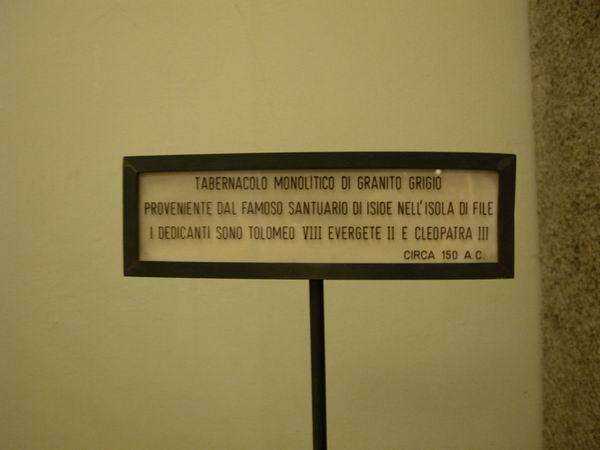 TABERNACOLO MONOLITICO DI GRANITO GRIGIO
PROVENIENTE DAL FAMOSO SANTUARIO DI ISIDE NELL'ISOLA DI FILE
I DEDICANTI SONO TOLOMEO VIII EVERGETE II E CLEOPATRA III
CIRCA 150 A.C.